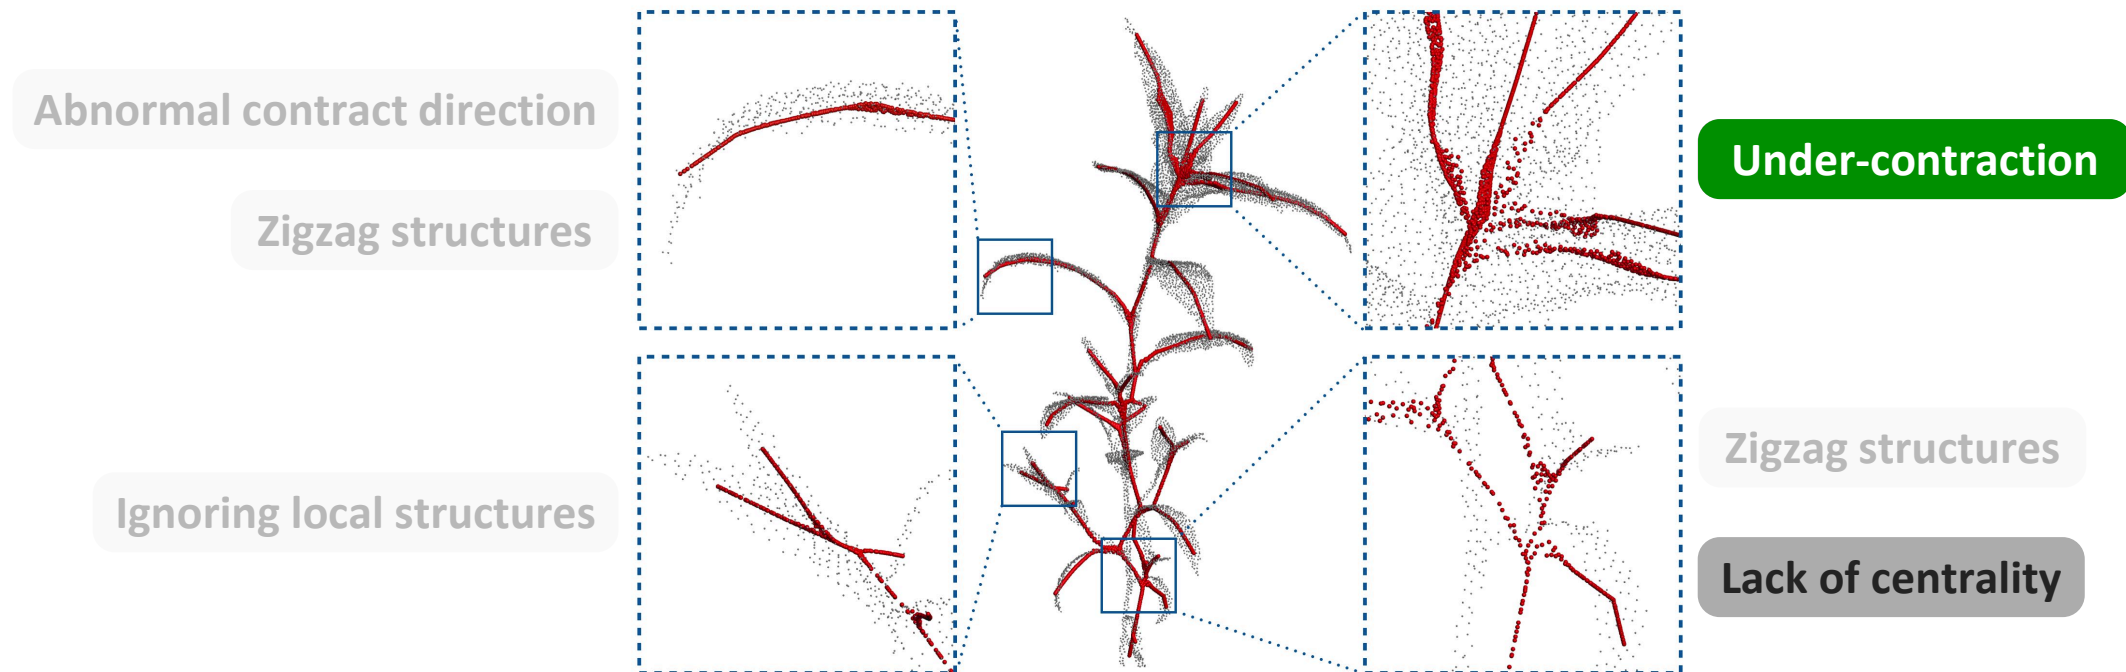 Abnormal contract direction
Zigzag structures
Ignoring local structures
Under-contraction
Zigzag structures
Lack of centrality